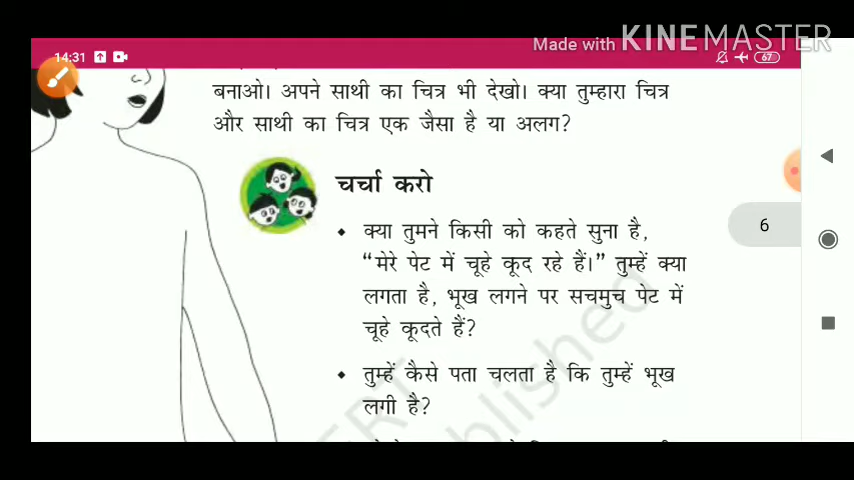 Made with KINEMASTER
14:31
67
बनाओ। अपने साथी का चित्र भी देखो। क्या तुम्हारा चित्र
और साथी का चित्र एक जैसा है या अलग?
चर्चा करो
6
• क्या तुमने किसी को कहते सुना है,
“मेरे पेट में चूहे कूद रहे हैं।” तुम्हें क्या
लगता है, भूख लगने पर सचमुच पेट में
चूहे कूदते हैं?
• तुम्हें कैसे पता चलता है कि तुम्हें भूख
लगी है?